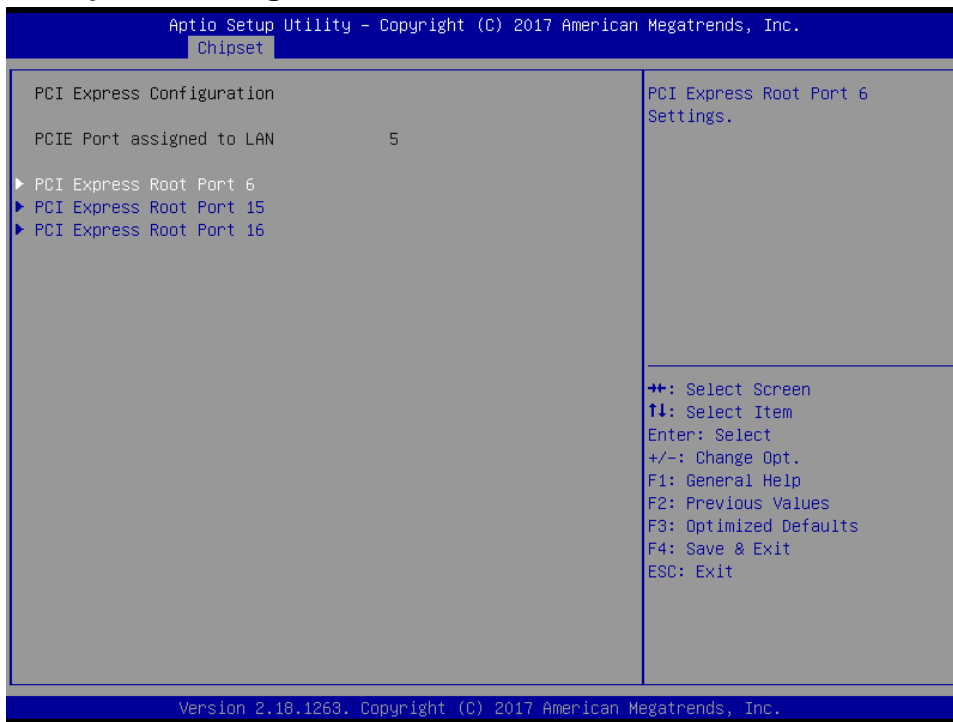 Aptio Setup Utility – Copyright (C) 2017 American Megatrends, Inc.
Chipset
PCI Express Configuration
PCIE Port assigned to LAN 5
▶ PCI Express Root Port 6
▶ PCI Express Root Port 15
▶ PCI Express Root Port 16
PCI Express Root Port 6
Settings.
→←: Select Screen
↑↓: Select Item
Enter: Select
+/-: Change Opt.
F1: General Help
F2: Previous Values
F3: Optimized Defaults
F4: Save & Exit
ESC: Exit
Version 2.18.1263. Copyright (C) 2017 American Megatrends, Inc.